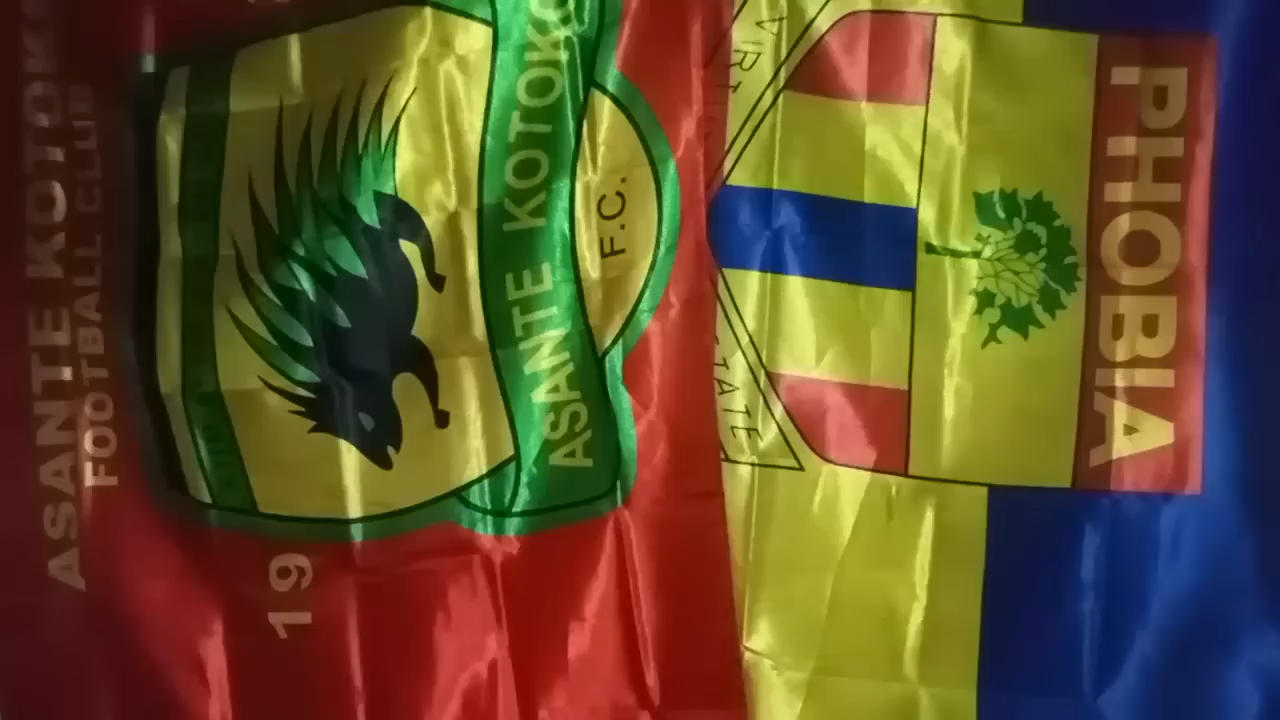 ASANTE KOTOKO
FOOTBALL CLUB
19
ASANTE KOTOKO
F.C.
PHOBIA